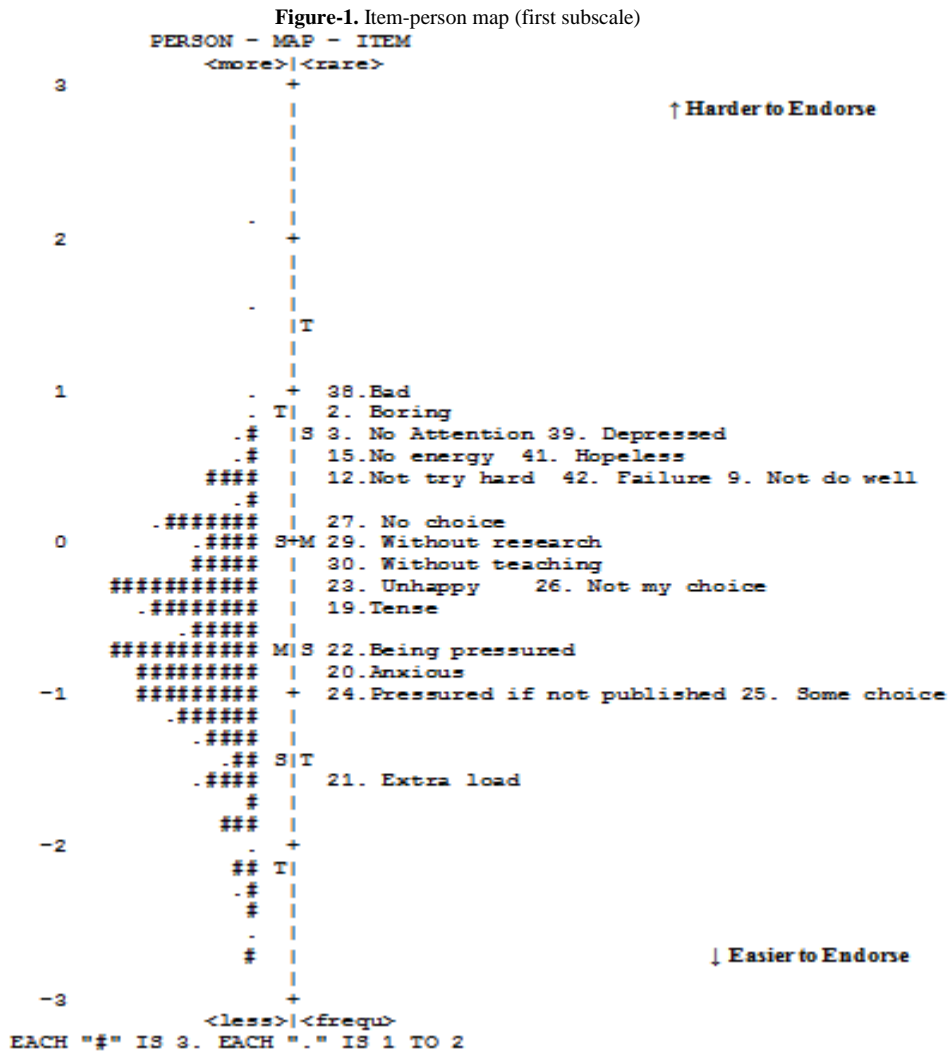 Figure-1. Item-person map (first subscale)
PERSON - MAP - ITEM
<more>|<rare>
3 +
| ↑ Harder to Endorse
|
|
|
|
. |
2 +
|
|
. |
|T
|
|
1 . + 38.Bad
. T| 2. Boring
.# |S 3. No Attention 39. Depressed
.# | 15.No energy 41. Hopeless
#### | 12.Not try hard 42. Failure 9. Not do well
.# |
.####### | 27. No choice
0 .#### S+M 29. Without research
##### | 30. Without teaching
########### | 23. Unhappy 26. Not my choice
.######## | 19.Tense
.##### |
########### M|S 22.Being pressured
######### | 20.Anxious
-1 ######### + 24.Pressured if not published 25. Some choice
.###### |
.#### |
.## S|T
.#### | 21. Extra load
# |
### |
-2 . +
## T|
.# |
# |
. |
# | ↓ Easier to Endorse
|
-3 +
<less>|<frequ>
EACH "#" IS 3. EACH "." IS 1 TO 2